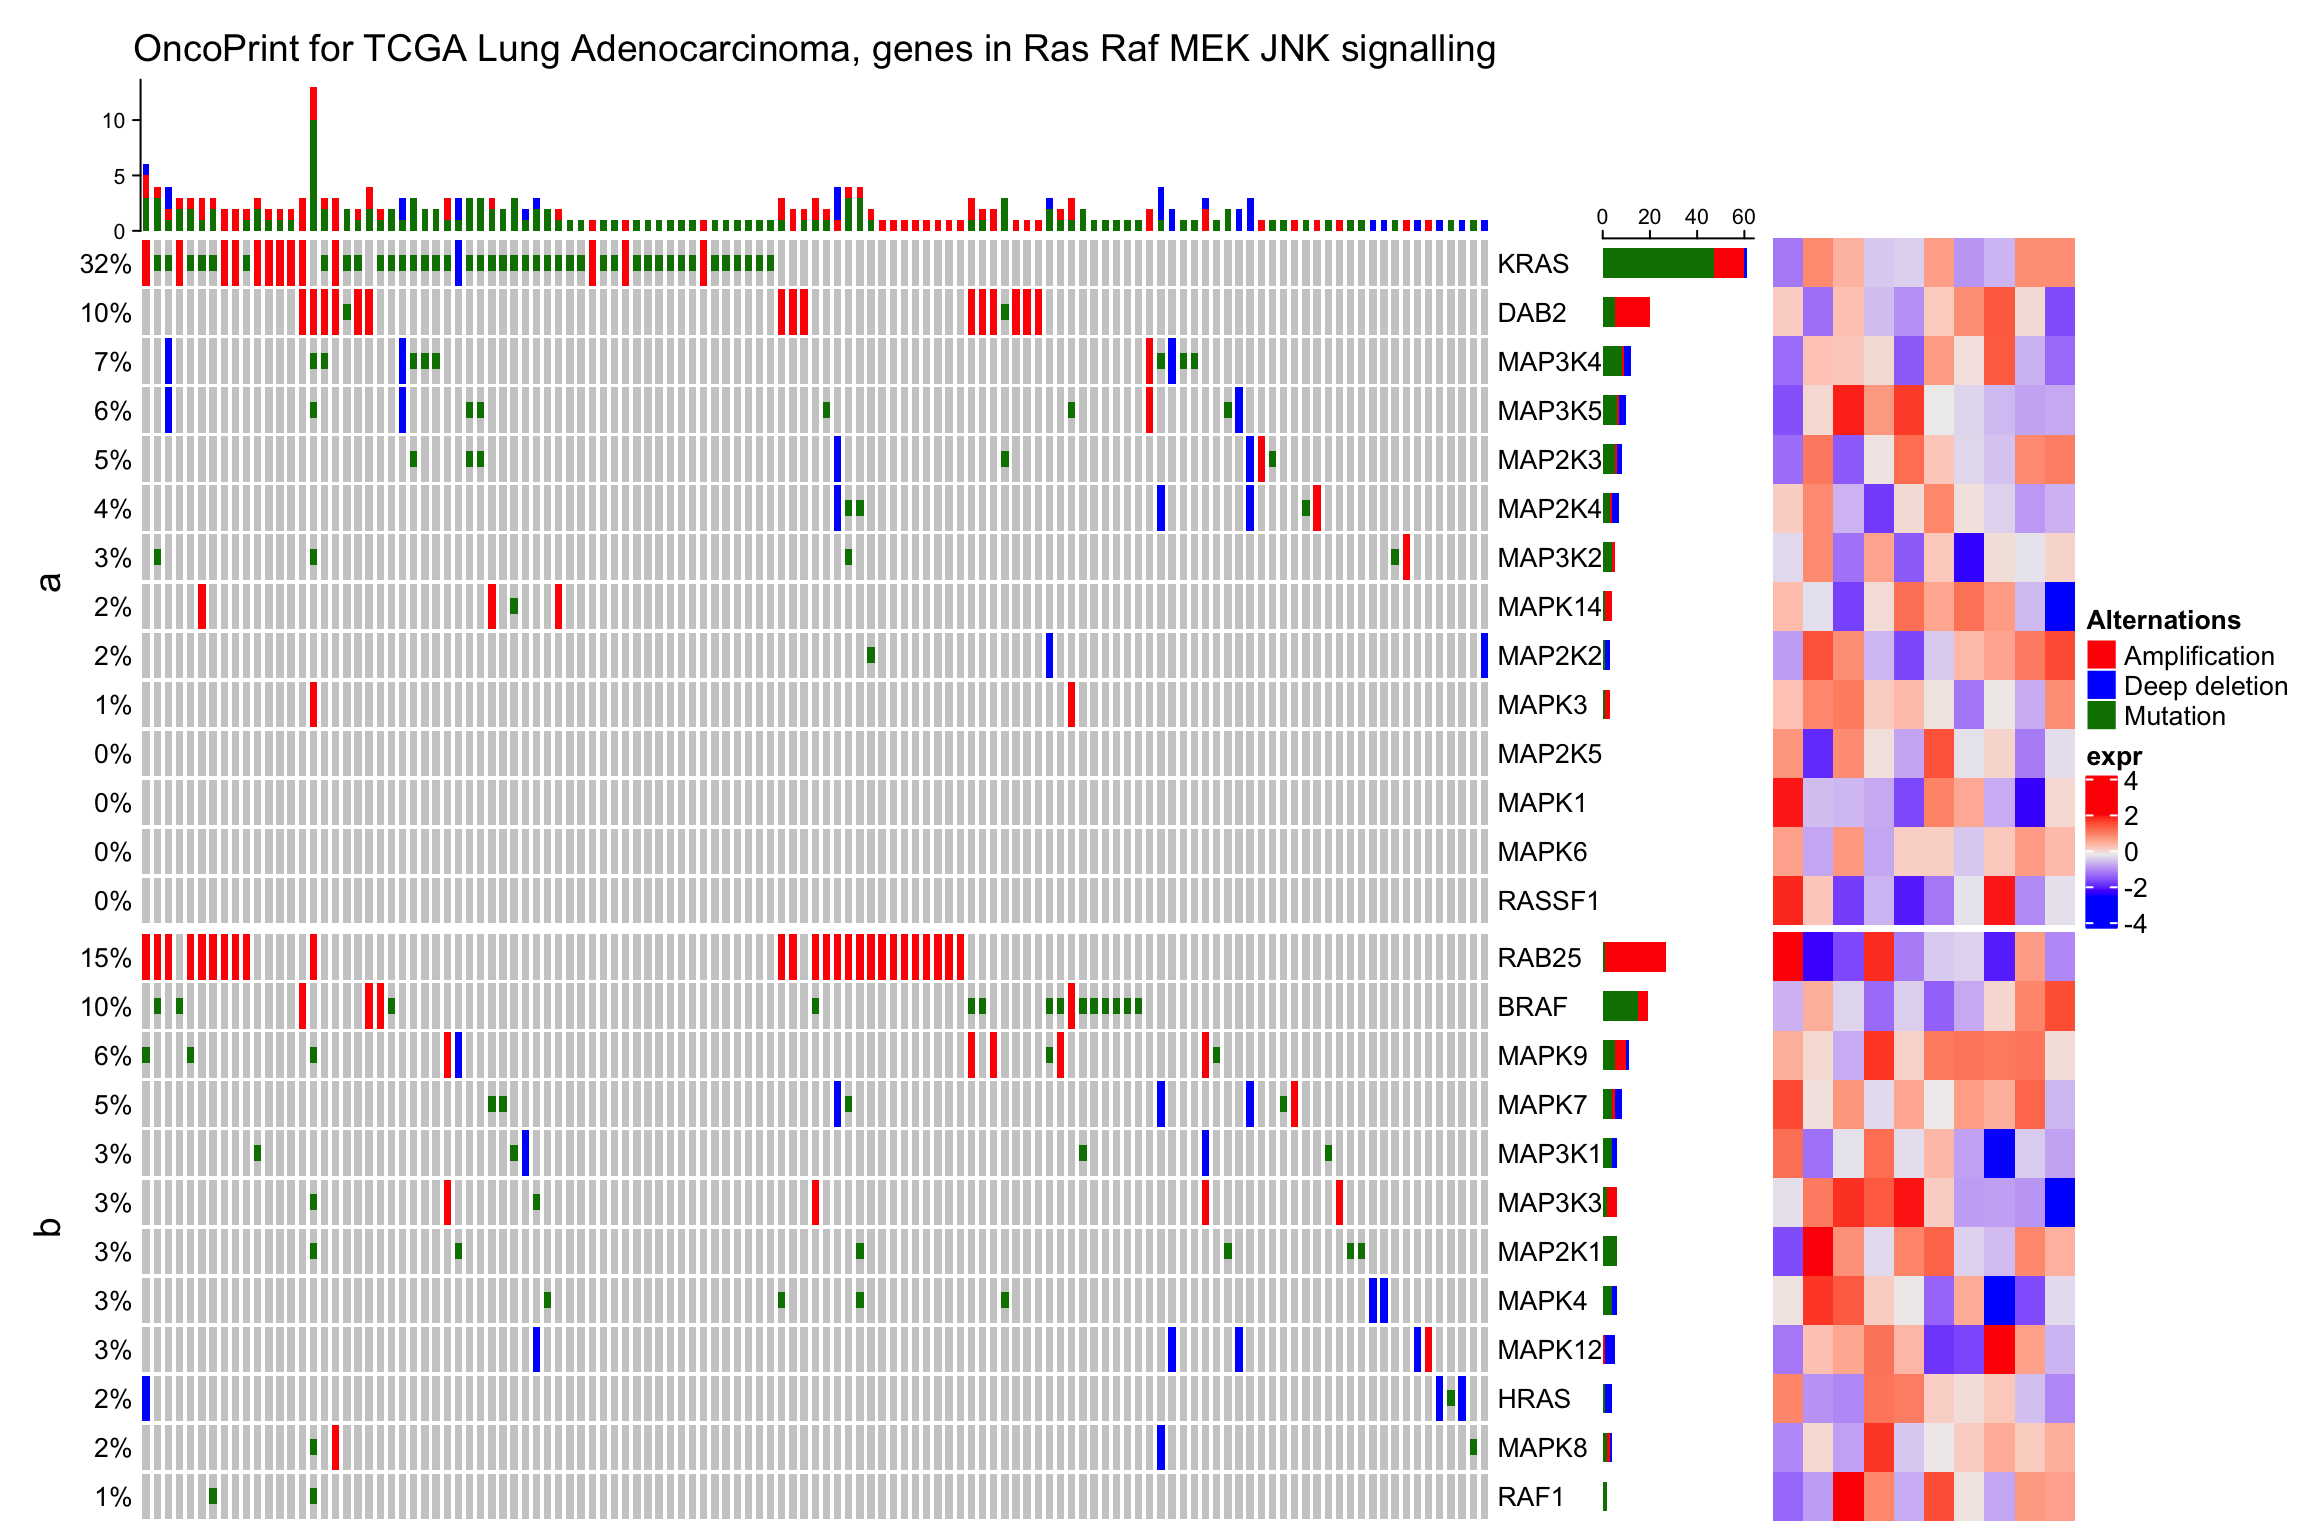 OncoPrint for TCGA Lung Adenocarcinoma, genes in Ras Raf MEK JNK signalling
10
5
0
0 20 40 60
a
32% KRAS
10% DAB2
7% MAP3K4
6% MAP3K5
5% MAP2K3
4% MAP2K4
3% MAP3K2
2% MAPK14
2% MAP2K2
1% MAPK3
0% MAP2K5
0% MAPK1
0% MAPK6
0% RASSF1
b
15% RAB25
10% BRAF
6% MAPK9
5% MAPK7
3% MAP3K1
3% MAP3K3
3% MAP2K1
3% MAPK4
3% MAPK12
2% HRAS
2% MAPK8
1% RAF1
Alternations
Amplification
Deep deletion
Mutation
expr
4
2
0
-2
-4